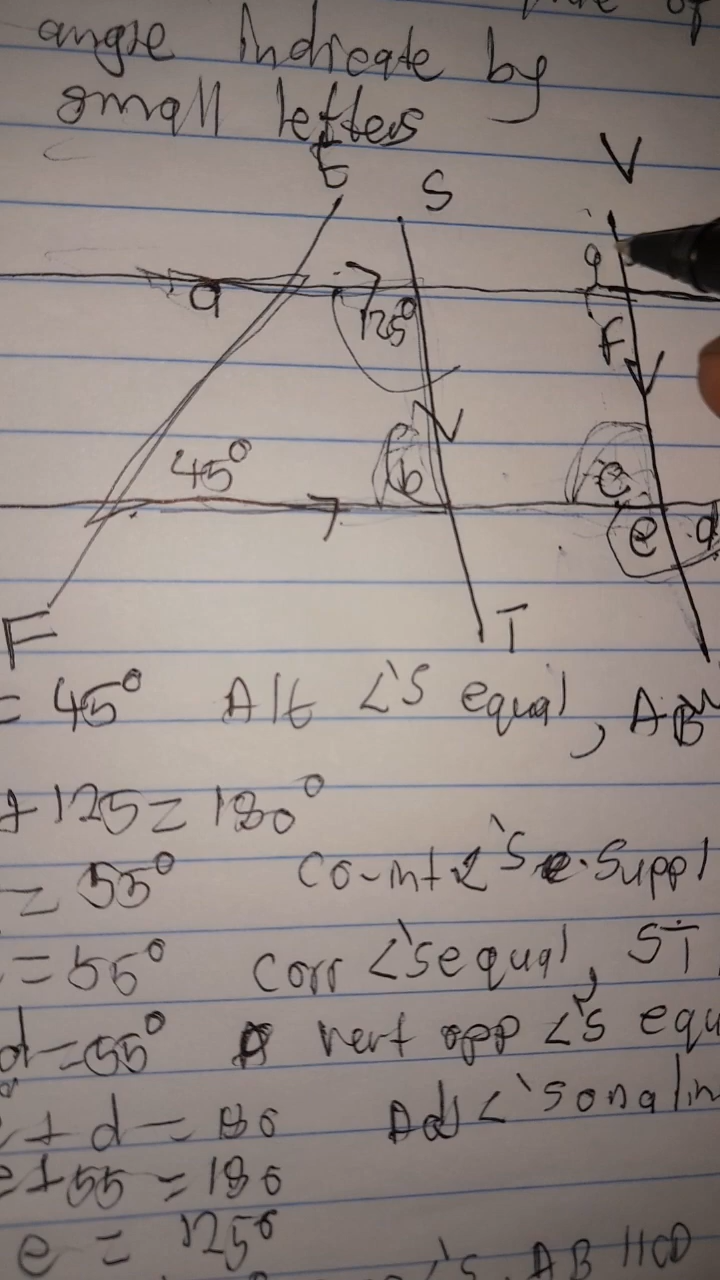 of
angle Indicate by
small letters
E S V
a 125° g
f
45° b c
e d
F T
= 45° Alt <'s equal, AB
+ 125 = 180°
= 55° Co-int <'s Suppl
= 55° Corr <'s equal, ST
d = 55° vert opp <'s equ
+ d = 180 Adj <'s on a lin
e + 55 = 180
e = 125°
<'s, AB //CD